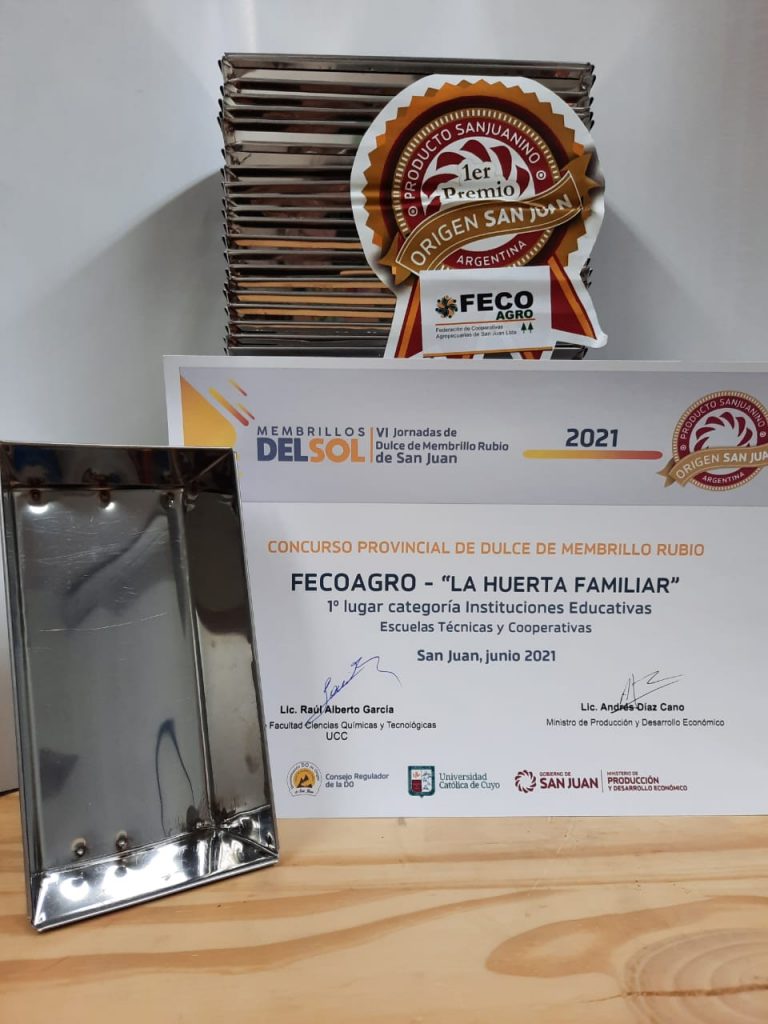 PRODUCTO SANJUANINO
1er
Premio
ORIGEN SAN JUAN
ARGENTINA
FECO
AGRO
Federación de Cooperativas
Agropecuarias de San Juan Ltda
MEMBRILLOS
DELSOL
VI Jornadas de
Dulce de Membrillo Rubio
de San Juan
2021
PRODUCTO SANJUANINO
ORIGEN SAN JUA
ARGENTINA
CONCURSO PROVINCIAL DE DULCE DE MEMBRILLO RUBIO
FECOAGRO - “LA HUERTA FAMILIAR”
1º lugar categoría Instituciones Educativas
Escuelas Técnicas y Cooperativas
San Juan, junio 2021
Lic. Raúl Alberto García
Facultad Ciencias Químicas y Tecnológicas
UCC
Lic. Andrés Díaz Cano
Ministro de Producción y Desarrollo Económico
Consejo Regulador
de la DO
Universidad
Católica de Cuyo
GOBIERNO DE
SAN JUAN
MINISTERIO DE
PRODUCCIÓN
Y DESARROLLO ECONÓMICO